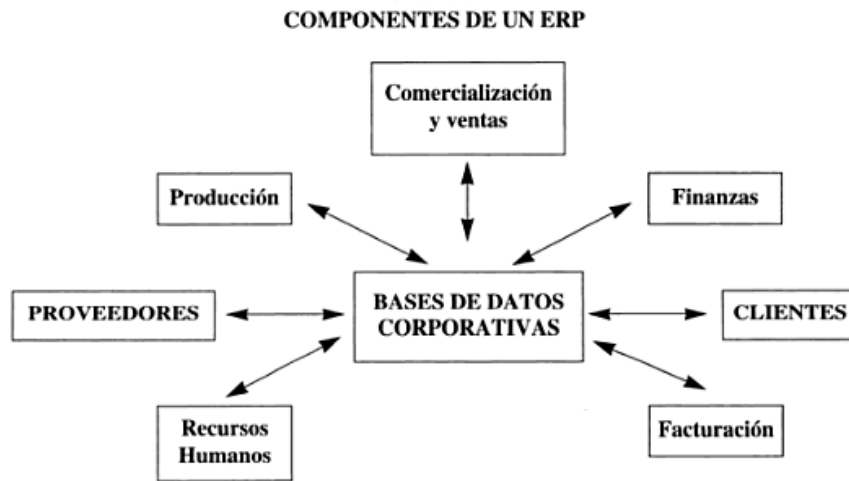 COMPONENTES DE UN ERP
Comercialización
y ventas
Producción
Finanzas
PROVEEDORES
BASES DE DATOS
CORPORATIVAS
CLIENTES
Recursos
Humanos
Facturación